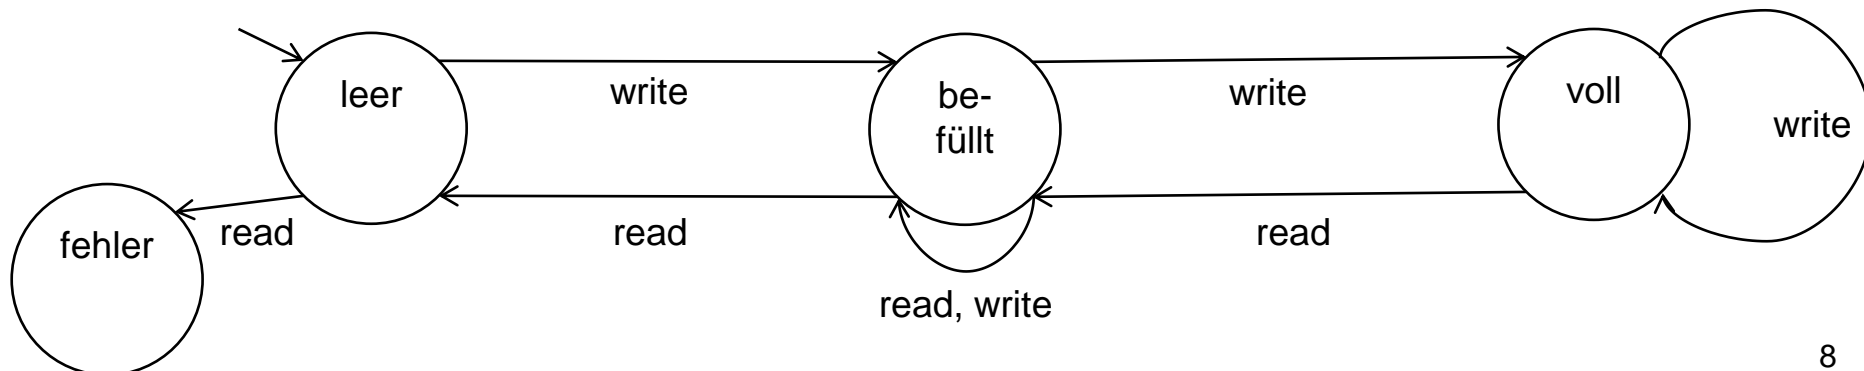 leer
write
be-
füllt
write
voll
write
fehler
read
read
read
read, write
8